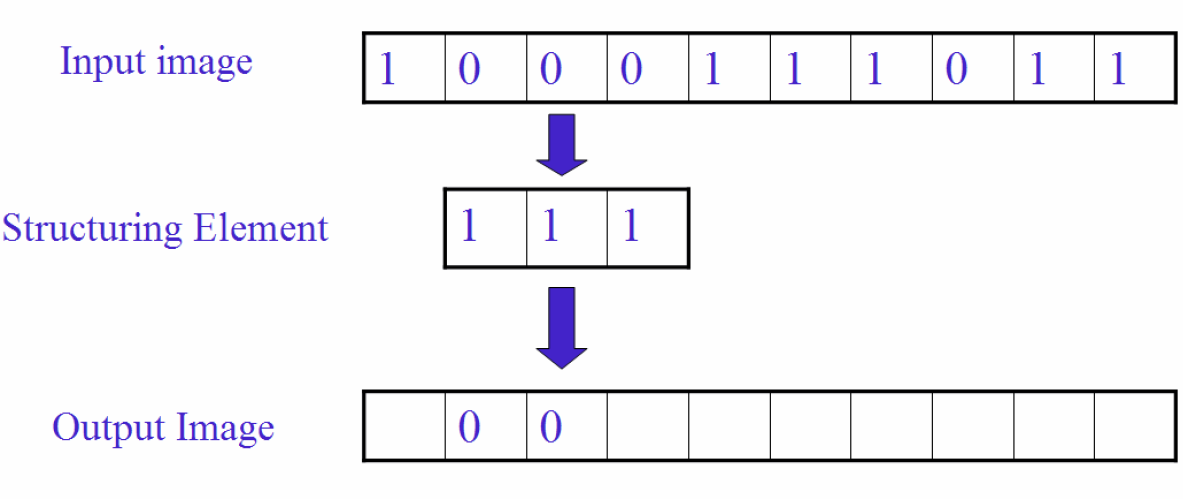 Input image 1 0 0 0 1 1 1 0 1 1
Structuring Element 1 1 1
Output Image 0 0